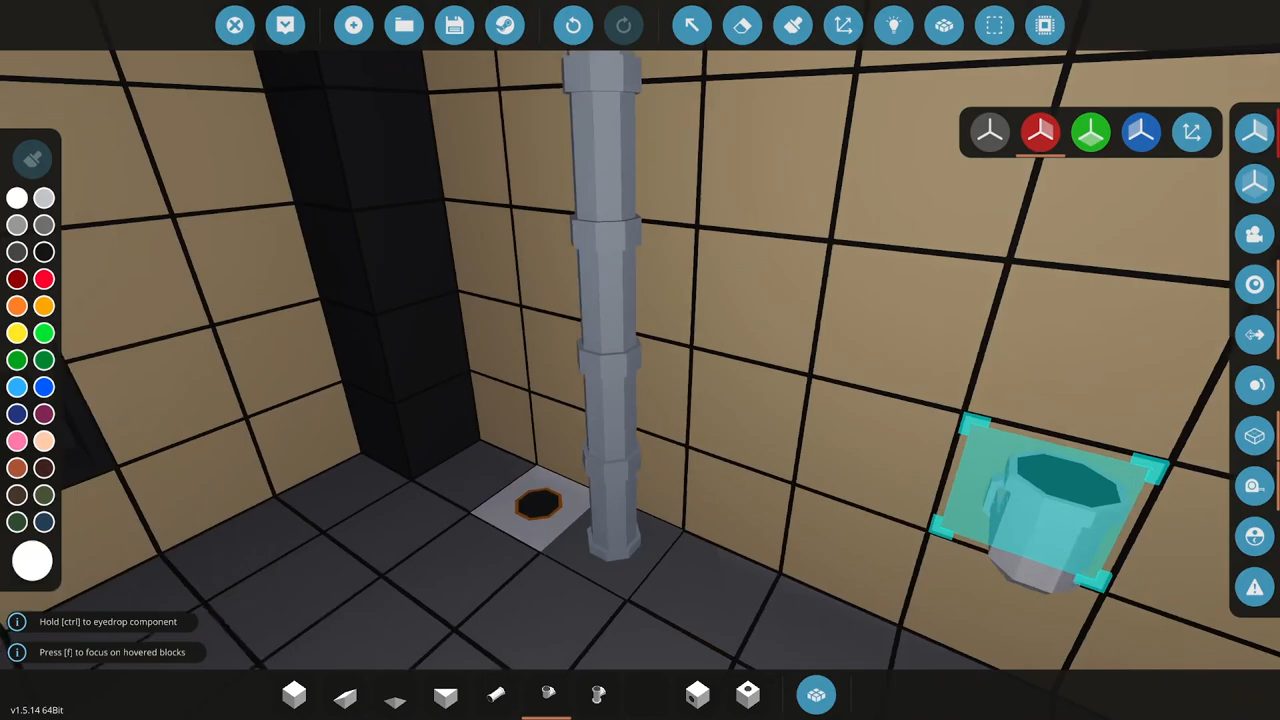 Hold [ctrl] to eyedrop component
Press [f] to focus on hovered blocks
v1.5.14 64Bit